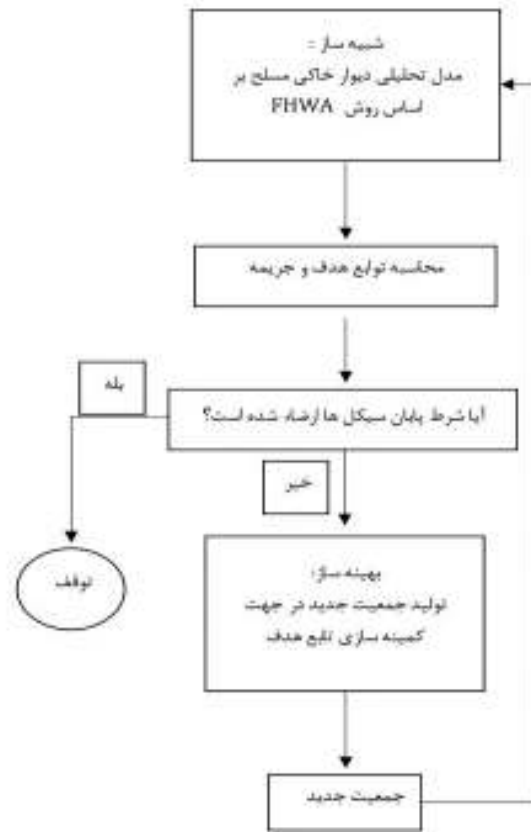 شبیه ساز :
مدل تحلیلی دیوار خاکی مسلح بر
اساس روش FHWA
محاسبه توابع هدف و جریمه
آیا شرط پایان سیکل ها ارضاء شده است؟
بله
خیر
توقف
بهینه ساز:
تولید جمعیت جدید در جهت
کمینه سازی تابع هدف
جمعیت جدید